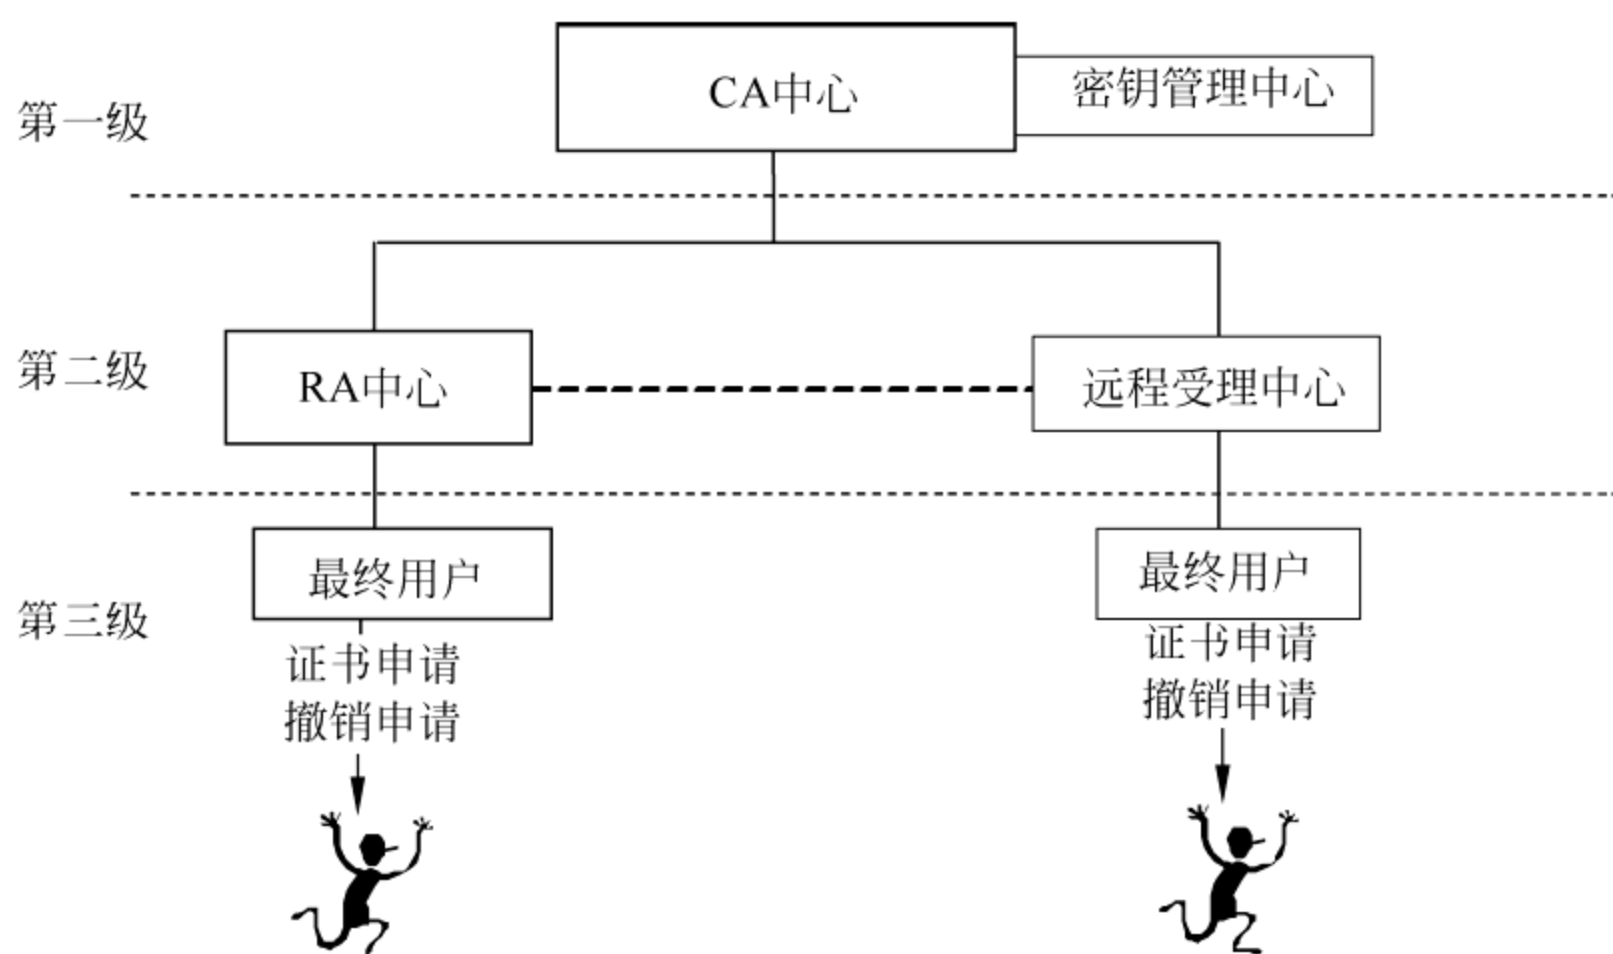 CA中心
密钥管理中心
第一级
第二级
RA中心
远程受理中心
第三级
最终用户
最终用户
证书申请
撤销申请
证书申请
撤销申请